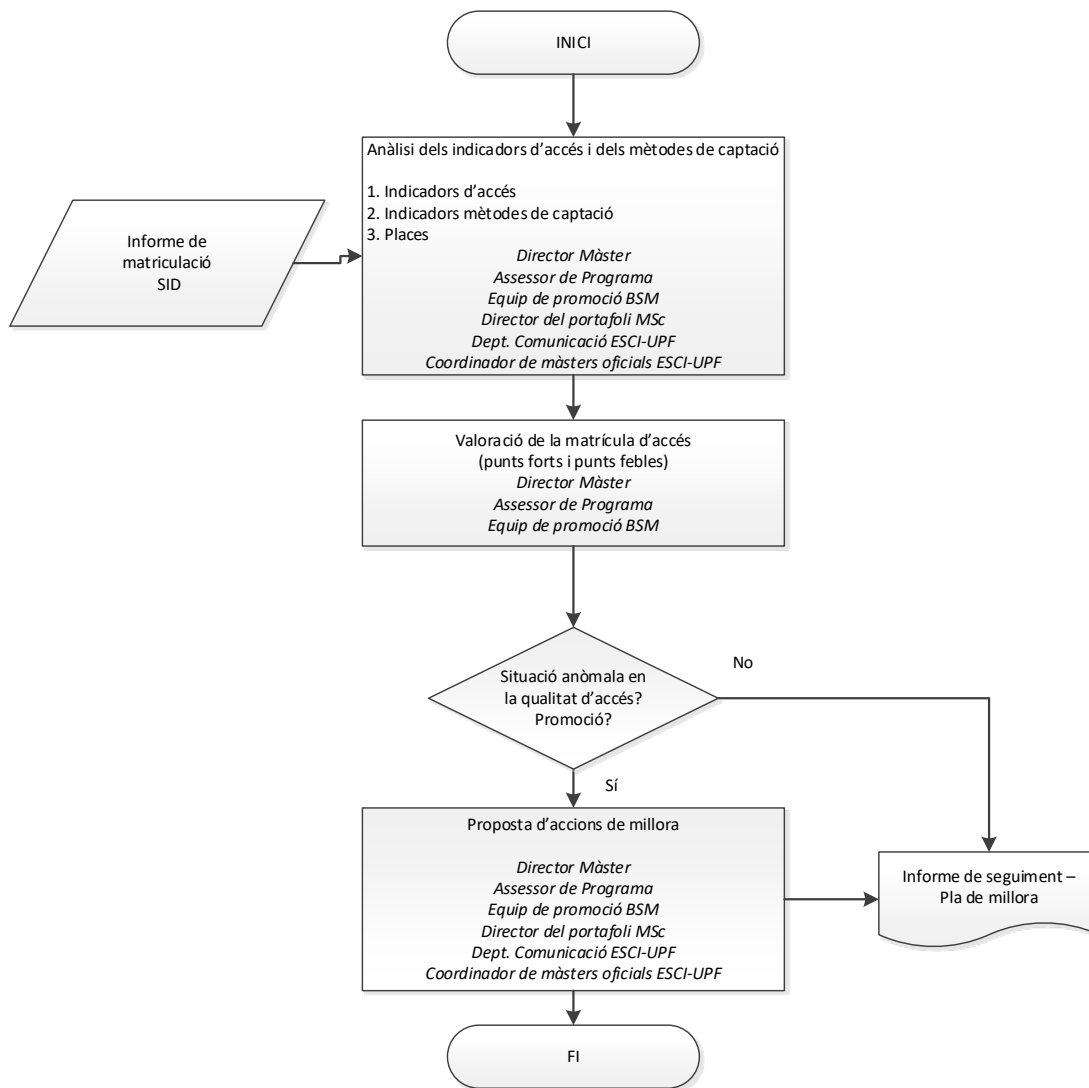 INICI
Anàlisi dels indicadors d'accés i dels mètodes de captació
1. Indicadors d'accés
2. Indicadors mètodes de captació
3. Places
Director Màster
Assessor de Programa
Equip de promoció BSM
Director del portafoli MSc
Dept. Comunicació ESCI-UPF
Coordinador de màsters oficials ESCI-UPF
Informe de
matriculació
SID
Valoració de la matrícula d'accés
(punts forts i punts febles)
Director Màster
Assessor de Programa
Equip de promoció BSM
Situació anòmala en
la qualitat d'accés?
Promoció?
No
Sí
Proposta d'accions de millora
Director Màster
Assessor de Programa
Equip de promoció BSM
Director del portafoli MSc
Dept. Comunicació ESCI-UPF
Coordinador de màsters oficials ESCI-UPF
Informe de seguiment –
Pla de millora
FI